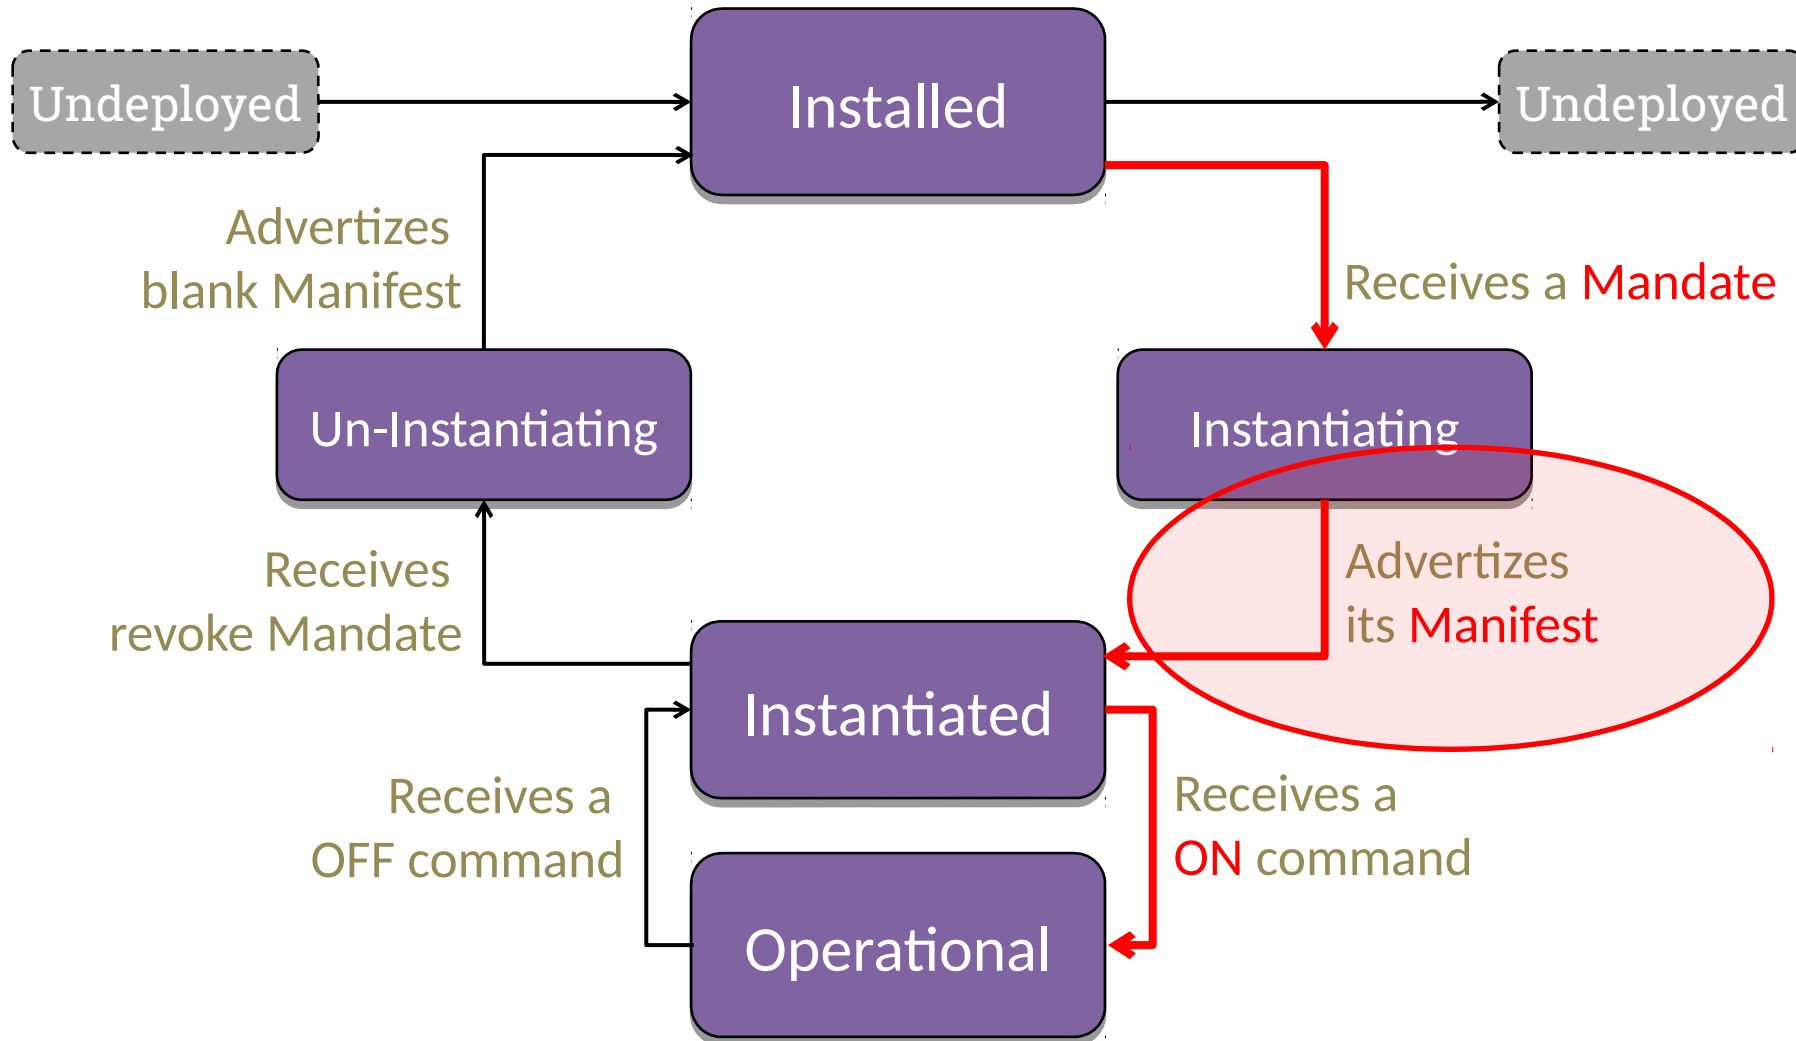 Undeployed
Installed
Undeployed
Advertizes
blank Manifest
Receives a Mandate
Un-Instantiating
Instantiating
Receives
revoke Mandate
Advertizes
its Manifest
Instantiated
Receives a
OFF command
Receives a
ON command
Operational